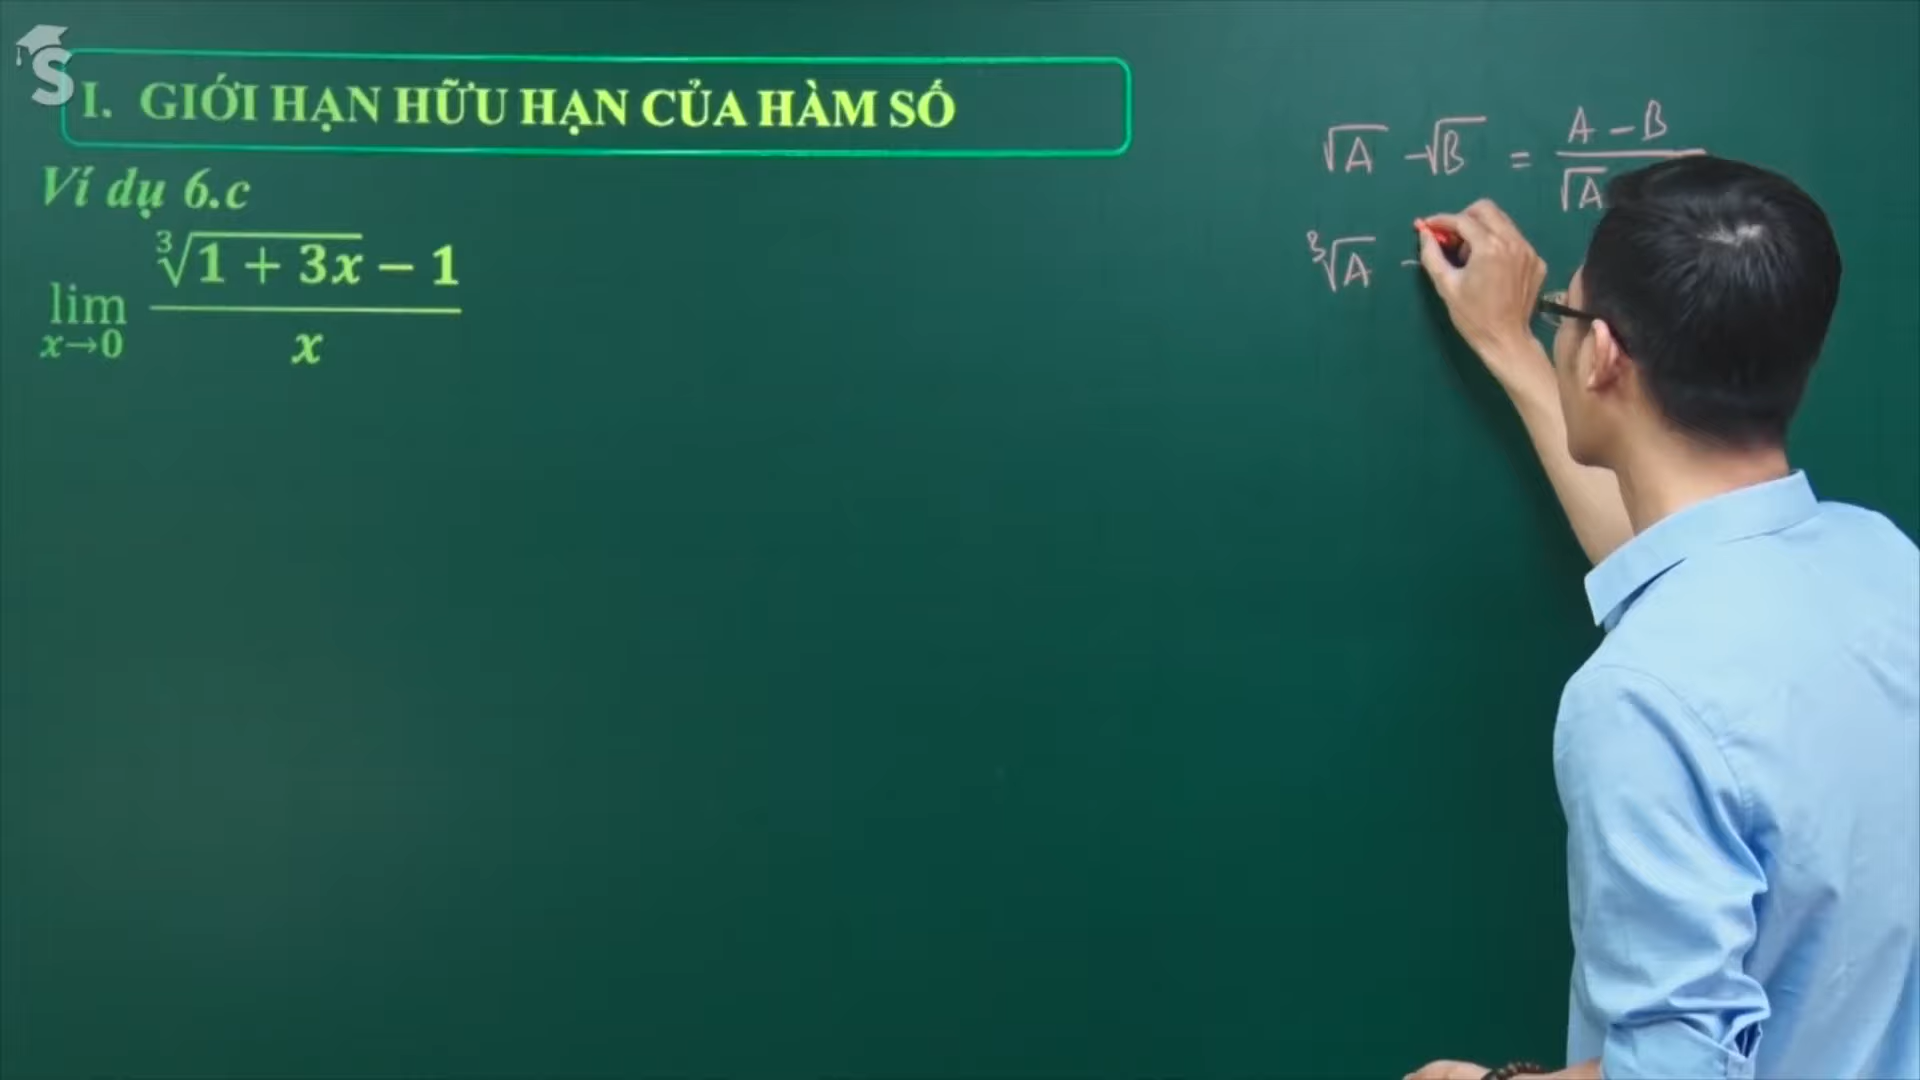 S
I. GIỚI HẠN HỮU HẠN CỦA HÀM SỐ
Ví dụ 6.c
lim x→0 (∛(1 + 3x) − 1) / x
√A − √B = (A − B) / √A
∛A −